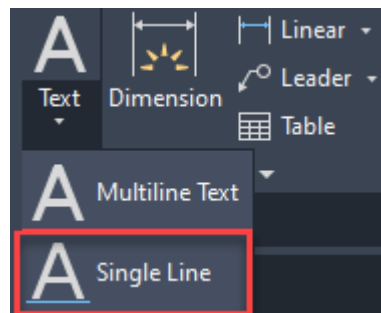 Linear
Leader
Text
Dimension
Table
A Multiline Text
A Single Line